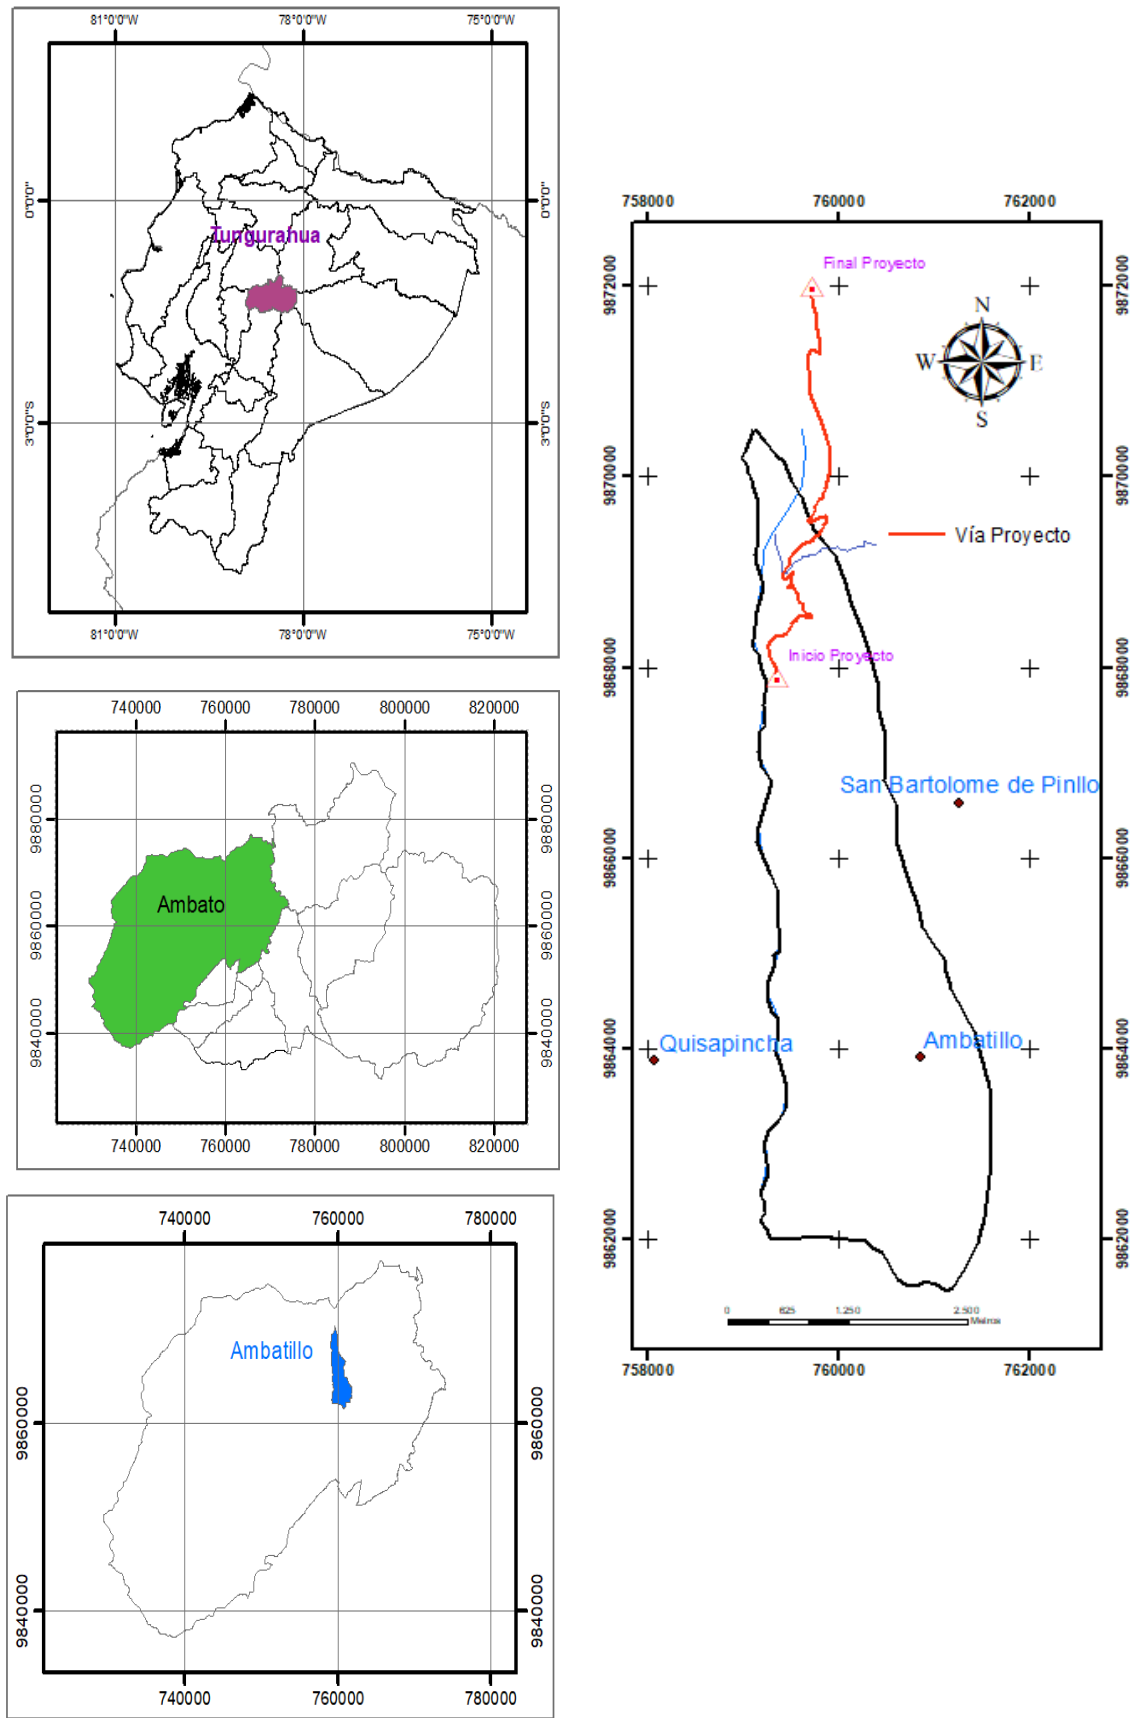 81°0'0"W 78°0'0"W 75°0'0"W
0°0'0" 0°0'0"
Tungurahua
3°0'0"S 3°0'0"S
81°0'0"W 78°0'0"W 75°0'0"W
740000 760000 780000 800000 820000
9880000 9880000
Ambato
9860000 9860000
9840000 9840000
740000 760000 780000 800000 820000
740000 760000 780000
Ambatillo
9860000 9860000
9840000 9840000
740000 760000 780000
758000 760000 762000
Final Proyecto
9872000 9872000
N
W E
S
9870000 9870000
Vía Proyecto
Inicio Proyecto
9868000 9868000
San Bartolome de Pinllo
9866000 9866000
Quisapincha
Ambatillo
9864000 9864000
9862000 9862000
0 625 1.250 2.500
Metros
758000 760000 762000